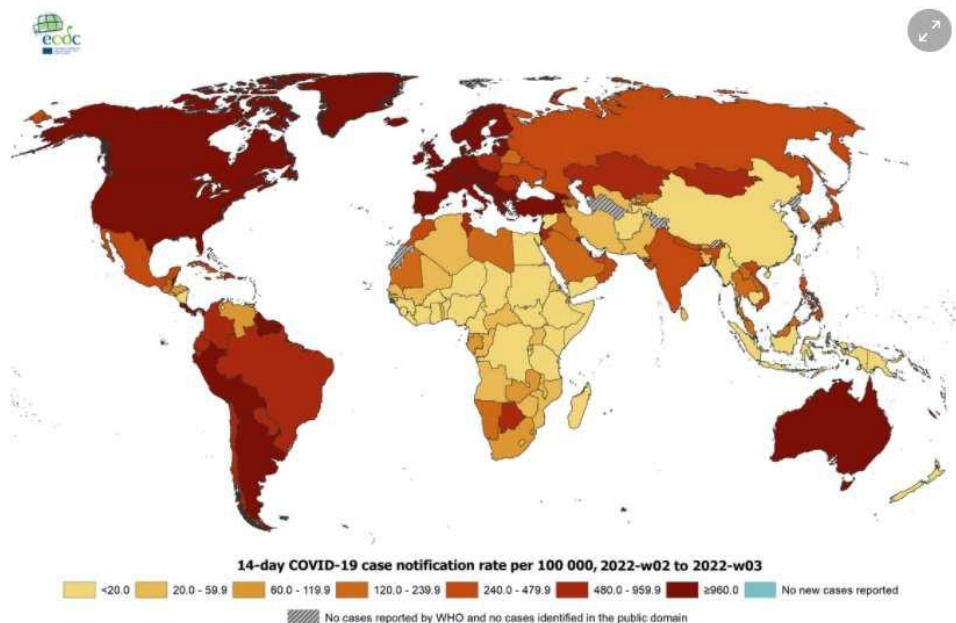 ecdc
14-day COVID-19 case notification rate per 100 000, 2022-w02 to 2022-w03
<20.0 20.0 - 59.9 60.0 - 119.9 120.0 - 239.9 240.0 - 479.9 480.0 - 959.9 ≥960.0 No new cases reported
No cases reported by WHO and no cases identified in the public domain